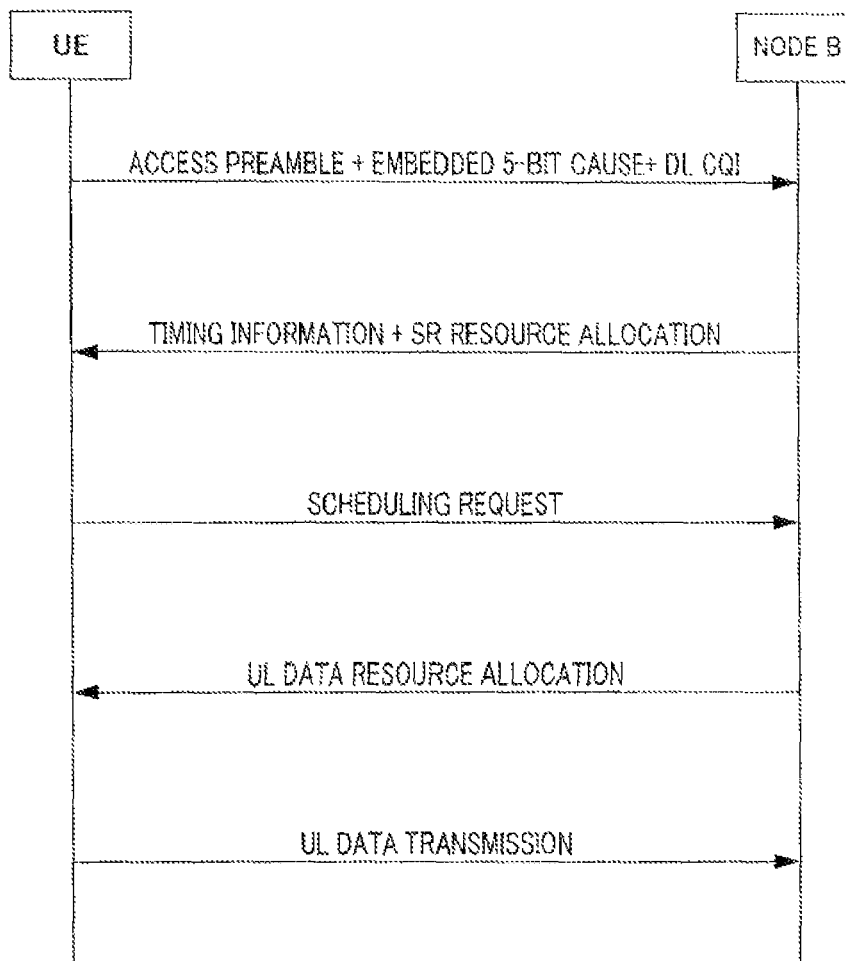 UE
NODE B
ACCESS PREAMBLE + EMBEDDED 5-BIT CAUSE+ DL CQI
TIMING INFORMATION + SR RESOURCE ALLOCATION
SCHEDULING REQUEST
UL DATA RESOURCE ALLOCATION
UL DATA TRANSMISSION